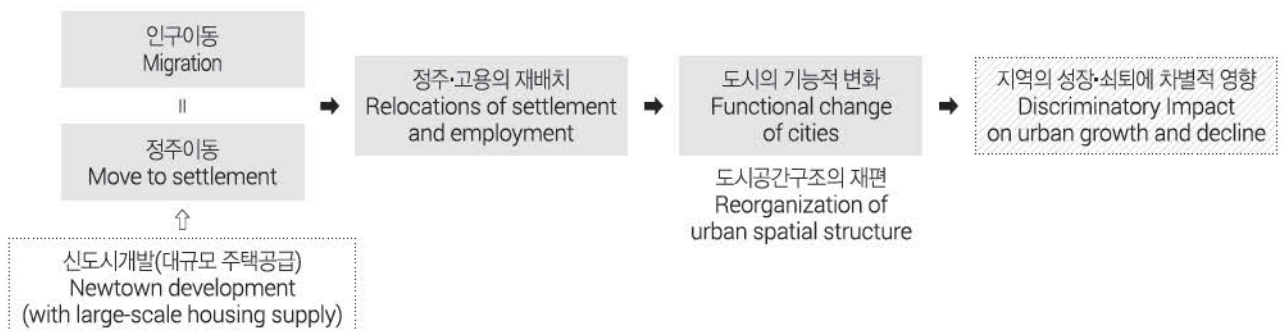 인구이동
Migration
=
정주이동
Move to settlement
신도시개발(대규모 주택공급)
Newtown development
(with large-scale housing supply)
정주·고용의 재배치
Relocations of settlement
and employment
도시의 기능적 변화
Functional change
of cities
도시공간구조의 재편
Reorganization of
urban spatial structure
지역의 성장·쇠퇴에 차별적 영향
Discriminatory Impact
on urban growth and decline